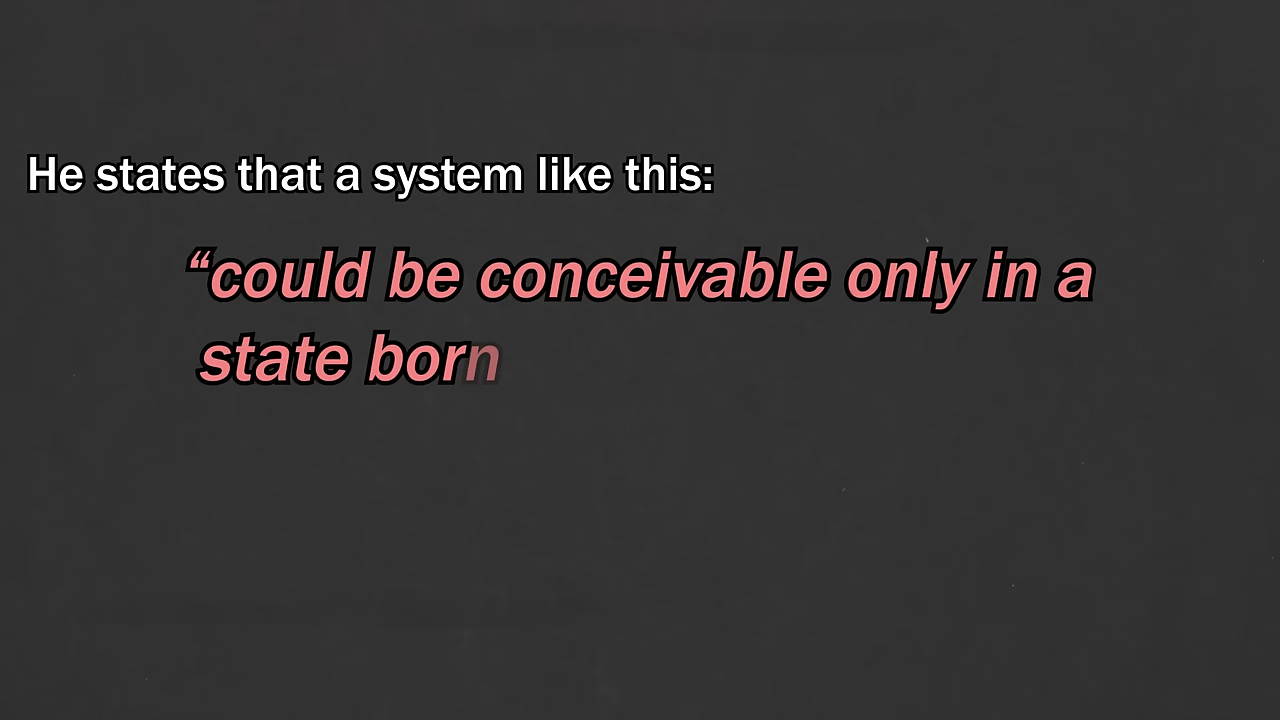 He states that a system like this:
“could be conceivable only in a
state born